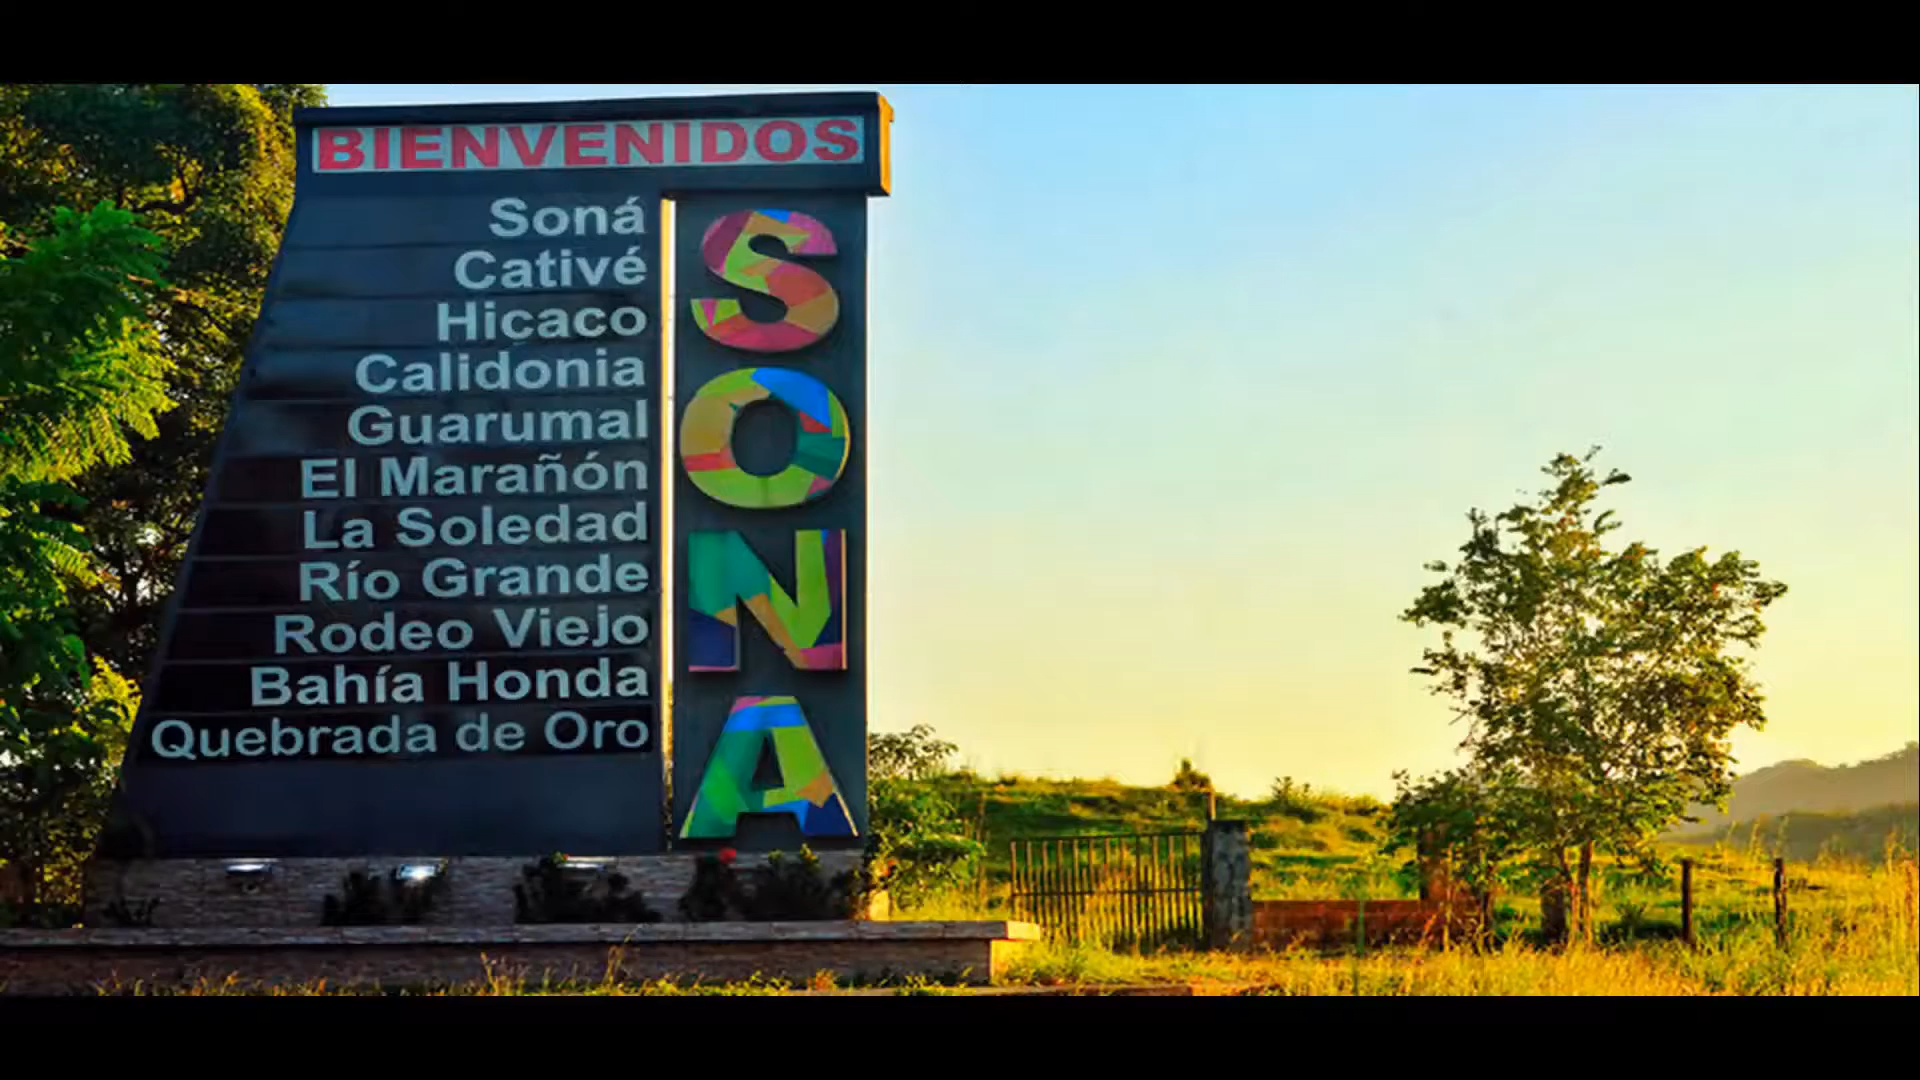 BIENVENIDOS
Soná
Cativé
Hicaco
Calidonia
Guarumal
El Marañón
La Soledad
Río Grande
Rodeo Viejo
Bahía Honda
Quebrada de Oro
SONA